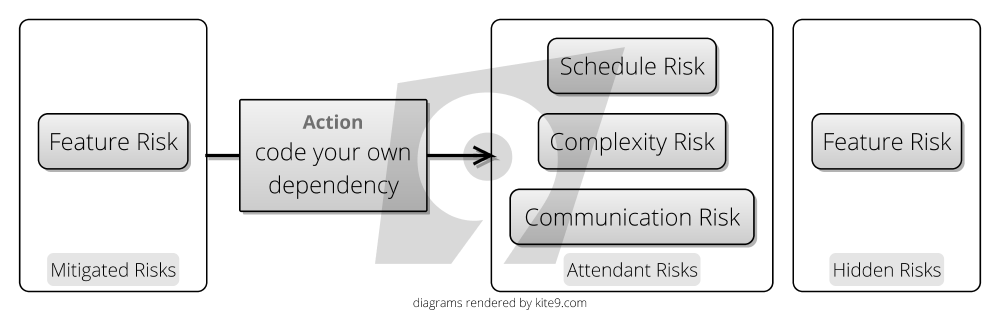 Feature Risk
Mitigated Risks
Action
code your own
dependency
Schedule Risk
Complexity Risk
Communication Risk
Attendant Risks
Feature Risk
Hidden Risks
diagrams rendered by kite9.com